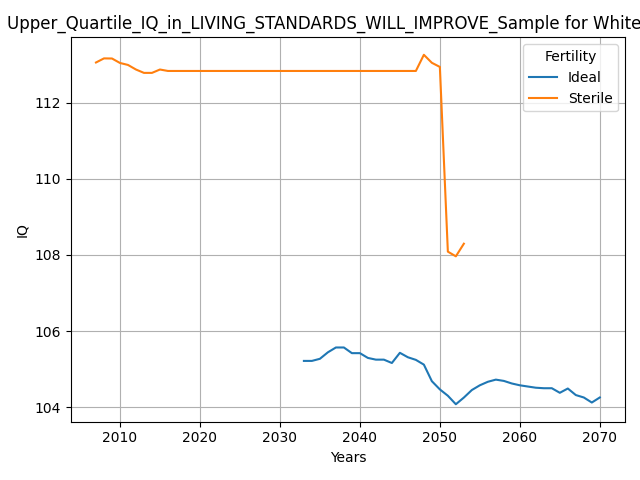 Upper_Quartile_IQ_in_LIVING_STANDARDS_WILL_IMPROVE_Sample for White
Fertility
Ideal
Sterile
112
110
108
106
104
IQ
2010 2020 2030 2040 2050 2060 2070
Years